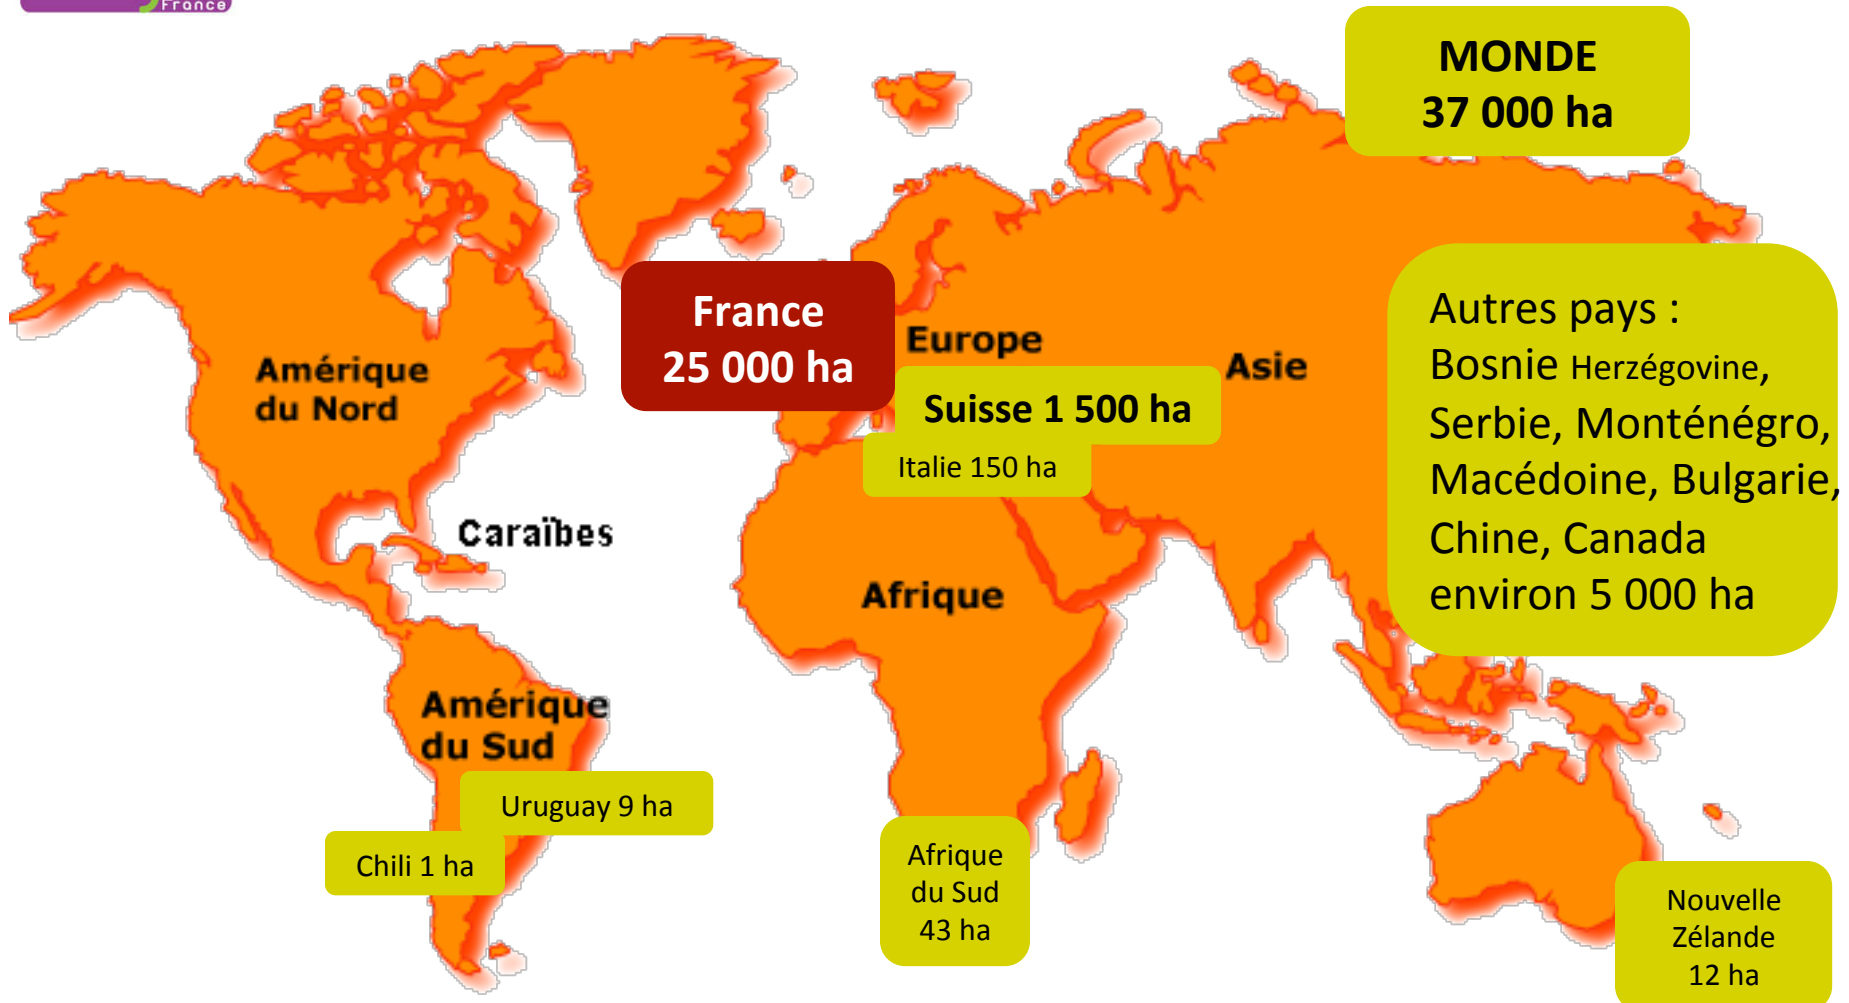 France
MONDE
37 000 ha
France
25 000 ha
Europe
Asie
Amérique
du Nord
Suisse 1 500 ha
Italie 150 ha
Autres pays :
Bosnie Herzégovine,
Serbie, Monténégro,
Macédoine, Bulgarie,
Chine, Canada
environ 5 000 ha
Caraïbes
Afrique
Amérique
du Sud
Uruguay 9 ha
Chili 1 ha
Afrique
du Sud
43 ha
Nouvelle
Zélande
12 ha